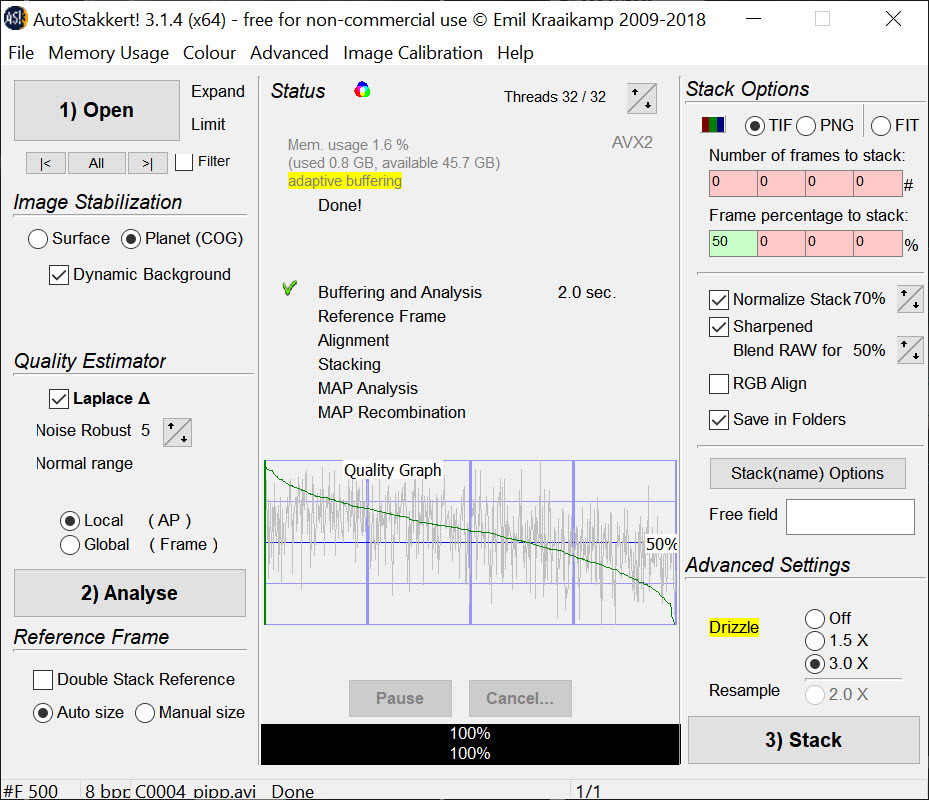 AS!3 AutoStakkert! 3.1.4 (x64) - free for non-commercial use © Emil Kraaikamp 2009-2018
File Memory Usage Colour Advanced Image Calibration Help
1) Open
Expand
Limit
|< All >| Filter
Image Stabilization
Surface Planet (COG)
Dynamic Background
Quality Estimator
Laplace Δ
Noise Robust 5
Normal range
Local ( AP )
Global ( Frame )
2) Analyse
Reference Frame
Double Stack Reference
Auto size Manual size
Status
Threads 32 / 32
Mem. usage 1.6 %
AVX2
(used 0.8 GB, available 45.7 GB)
adaptive buffering
Done!
Buffering and Analysis 2.0 sec.
Reference Frame
Alignment
Stacking
MAP Analysis
MAP Recombination
Quality Graph
50%
Pause Cancel...
100%
100%
Stack Options
TIF PNG FIT
Number of frames to stack:
0 0 0 0 #
Frame percentage to stack:
50 0 0 0 %
Normalize Stack 70%
Sharpened
Blend RAW for 50%
RGB Align
Save in Folders
Stack(name) Options
Free field
Advanced Settings
Drizzle
Off
1.5 X
3.0 X
Resample 2.0 X
3) Stack
#F 500 8 bpp C0004_pipp.avi Done 1/1